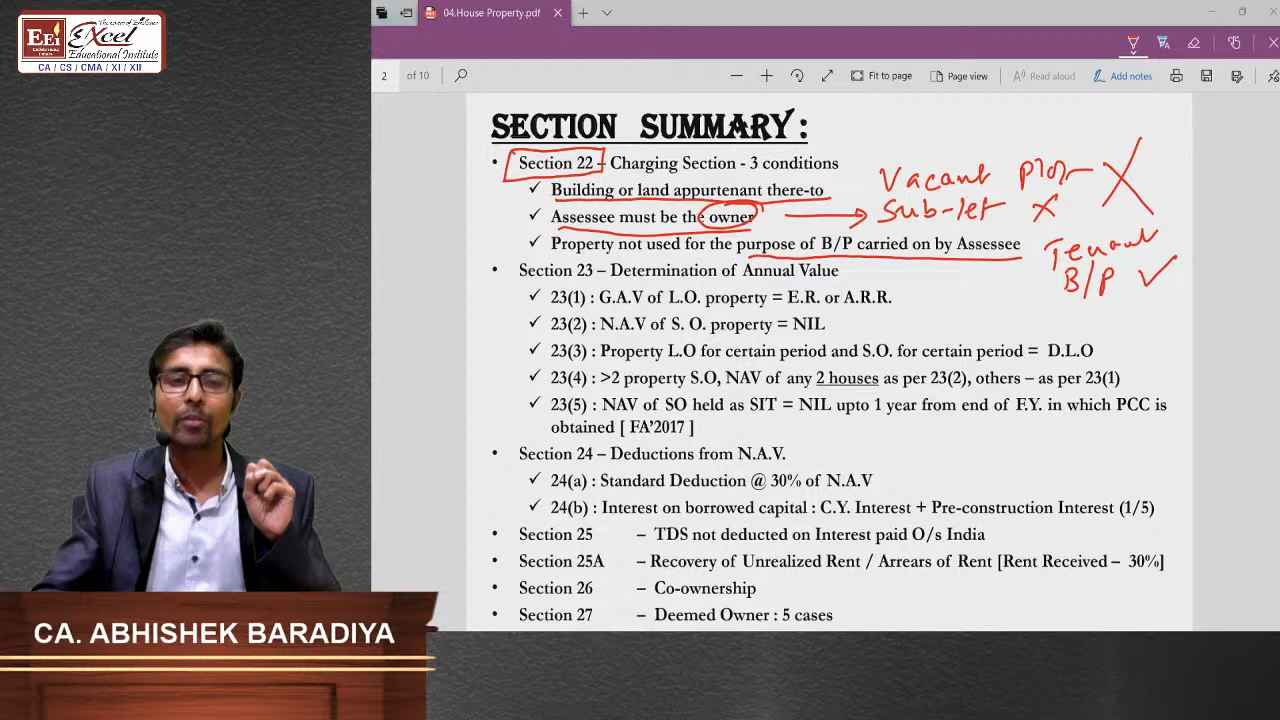 04.House Property.pdf
The center of Excellence
EEi
Excel
Educational Institute
CA / CS / CMA / XI / XII
2 of 10
Fit to page
Page view
Read aloud
Add notes
SECTION SUMMARY :
• Section 22 – Charging Section - 3 conditions
✓ Building or land appurtenant there-to
Vacant plot X
✓ Assessee must be the owner
Sub-let X
✓ Property not used for the purpose of B/P carried on by Assessee
Tenant
B/P ✓
• Section 23 – Determination of Annual Value
✓ 23(1) : G.A.V of L.O. property = E.R. or A.R.R.
✓ 23(2) : N.A.V of S. O. property = NIL
✓ 23(3) : Property L.O for certain period and S.O. for certain period = D.L.O
✓ 23(4) : >2 property S.O, NAV of any 2 houses as per 23(2), others – as per 23(1)
✓ 23(5) : NAV of SO held as SIT = NIL upto 1 year from end of F.Y. in which PCC is
obtained [ FA’2017 ]
• Section 24 – Deductions from N.A.V.
✓ 24(a) : Standard Deduction @ 30% of N.A.V
✓ 24(b) : Interest on borrowed capital : C.Y. Interest + Pre-construction Interest (1/5)
• Section 25 – TDS not deducted on Interest paid O/s India
• Section 25A – Recovery of Unrealized Rent / Arrears of Rent [Rent Received – 30%]
• Section 26 – Co-ownership
• Section 27 – Deemed Owner : 5 cases
CA. ABHISHEK BARADIYA